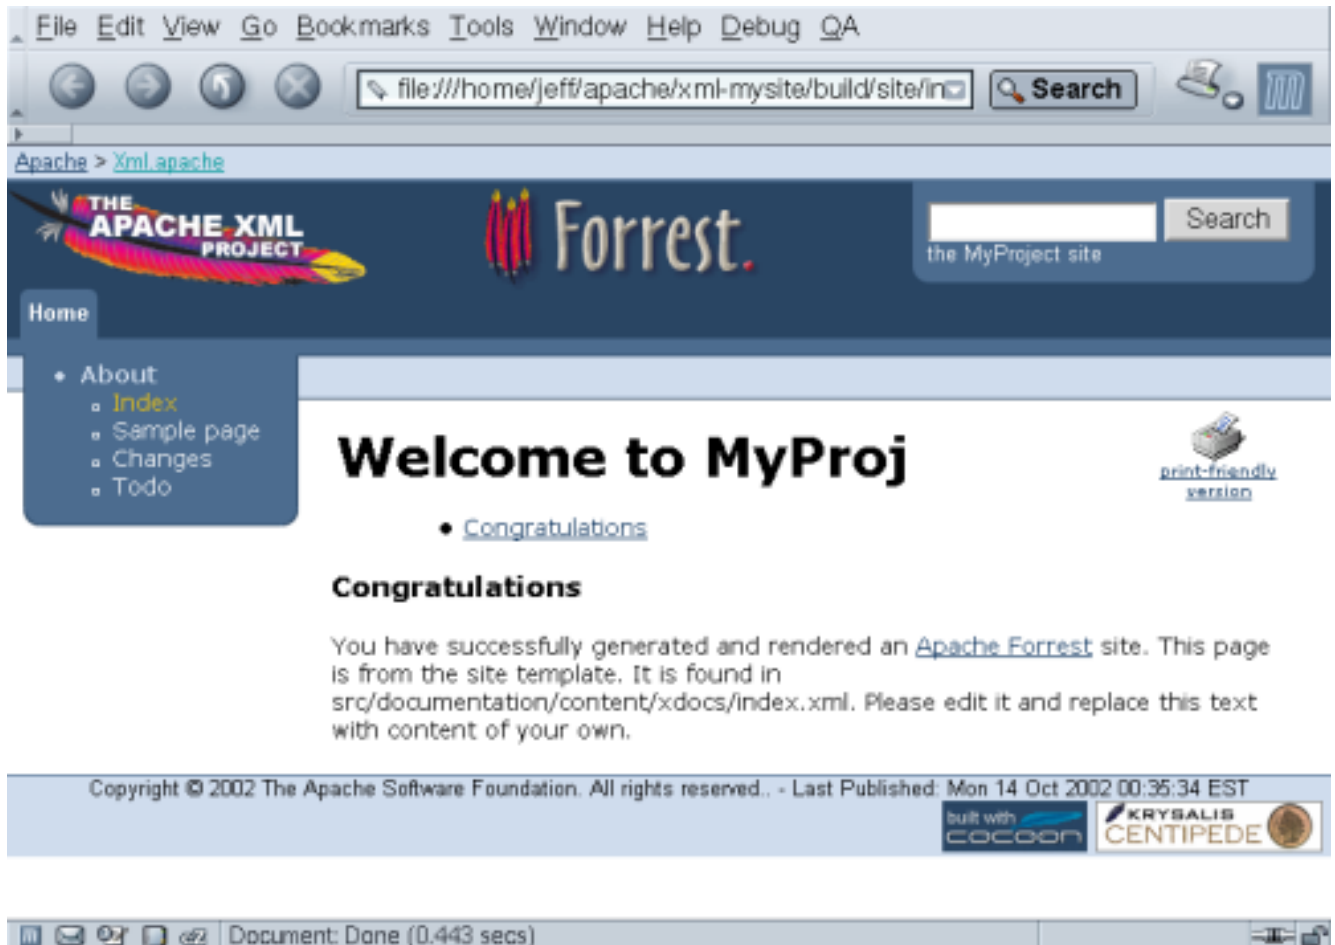 File Edit View Go Bookmarks Tools Window Help Debug QA
file:///home/jeff/apache/xml-mysite/build/site/in Search
Apache > Xml.apache
THE
APACHE XML
PROJECT
Forrest.
Search
the MyProject site
Home
About
Index
Sample page
Changes
Todo
Welcome to MyProj
print-friendly
version
Congratulations
Congratulations
You have successfully generated and rendered an Apache Forrest site. This page
is from the site template. It is found in
src/documentation/content/xdocs/index.xml. Please edit it and replace this text
with content of your own.
Copyright © 2002 The Apache Software Foundation. All rights reserved.. - Last Published: Mon 14 Oct 2002 00:35:34 EST
built with
cocoon
KRYSALIS
CENTIPEDE
Document: Done (0.443 secs)